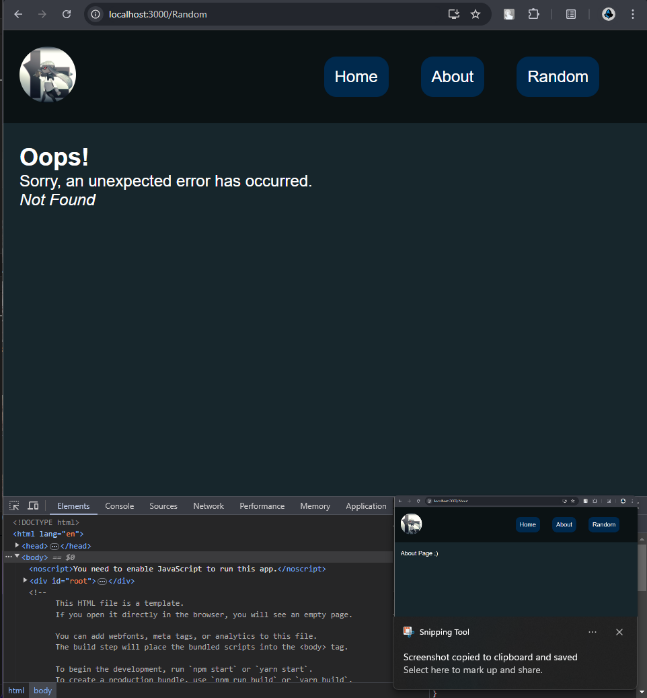 localhost:3000/Random
Home About Random
Oops!
Sorry, an unexpected error has occurred.
Not Found
Elements Console Sources Network Performance Memory Application
<!DOCTYPE html>
<html lang="en">
<head> … </head>
… <body> == $0
<noscript>You need to enable JavaScript to run this app.</noscript>
<div id="root"> … </div>
<!--
This HTML file is a template.
If you open it directly in the browser, you will see an empty page.
You can add webfonts, meta tags, or analytics to this file.
The build step will place the bundled scripts into the <body> tag.
To begin the development, run `npm start` or `yarn start`.
To create a production bundle, use `npm run build` or `yarn build`.
html body
Home About Random
About Page ;)
Snipping Tool
Screenshot copied to clipboard and saved
Select here to mark up and share.
}